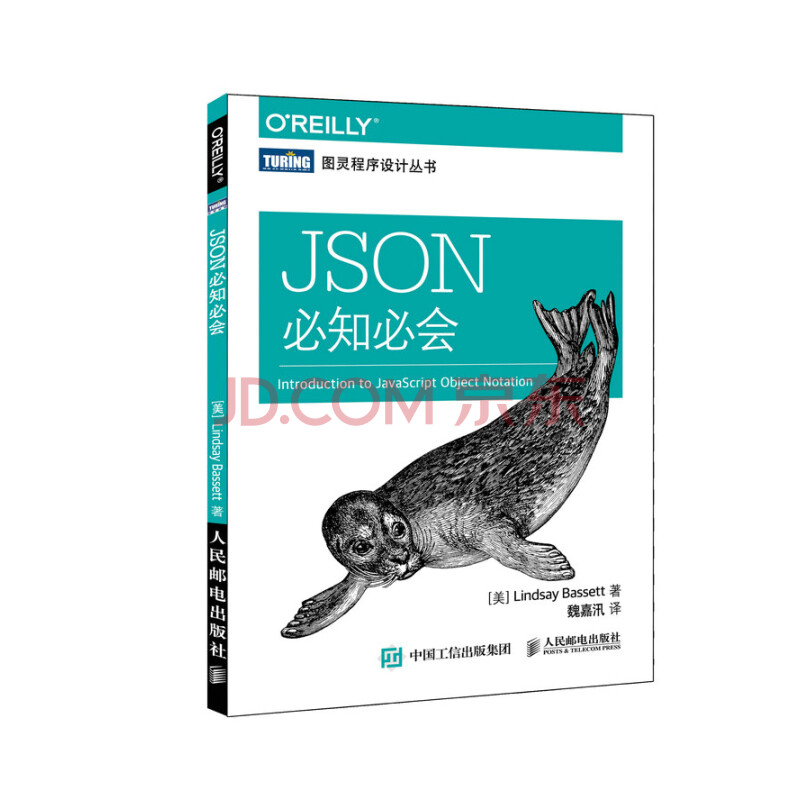 O'REILLY®
TURING 图灵程序设计丛书
JSON
必知必会
Introduction to JavaScript Object Notation
JD.COM 京东
[美] Lindsay Bassett 著
魏嘉汛 译
中国工信出版集团
人民邮电出版社
POSTS & TELECOM PRESS
O'REILLY®
TURING
JSON必知必会
[美] Lindsay Bassett 著
人民邮电出版社